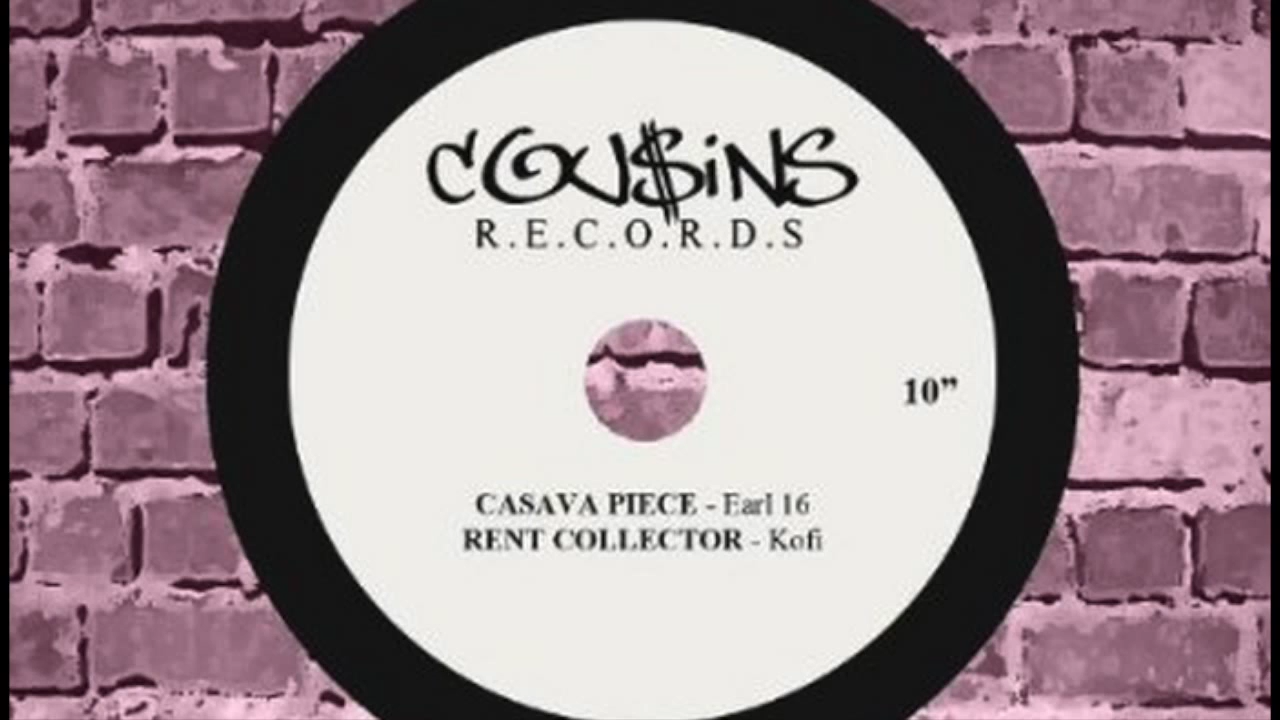 COU$iNS
R.E.C.O.R.D.S
10”
CASAVA PIECE - Earl 16
RENT COLLECTOR - Kofi